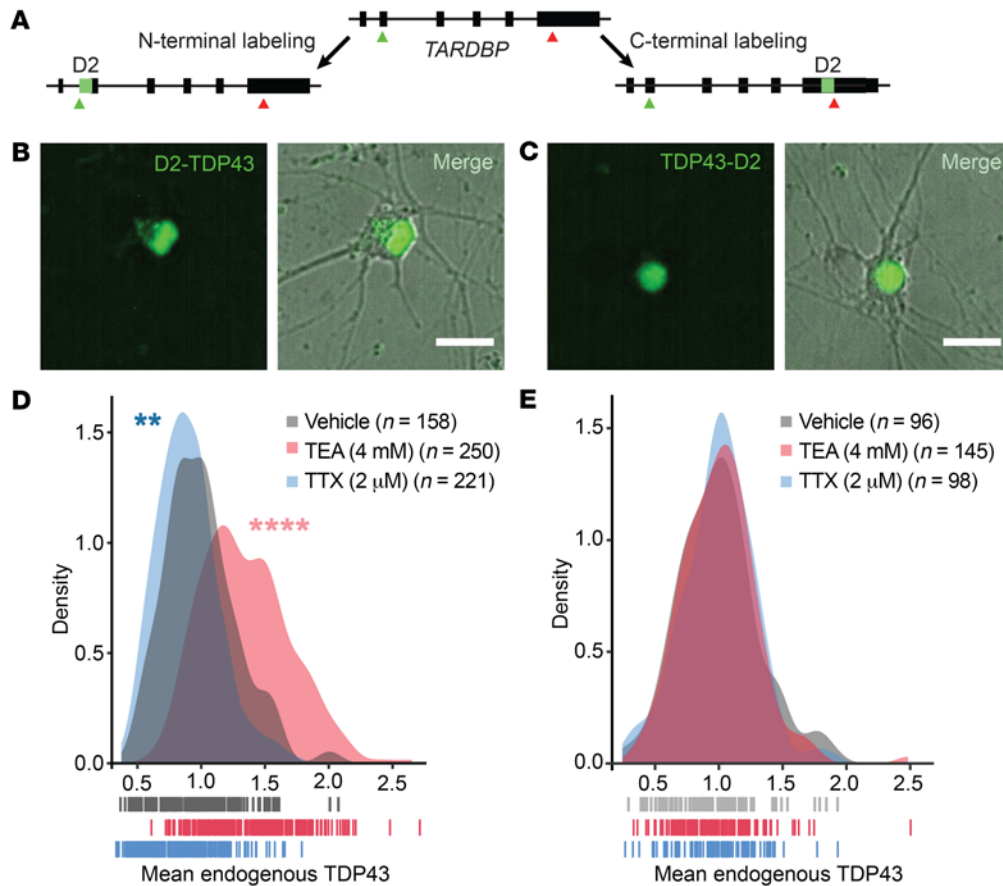 A
N-terminal labeling
TARDBP
C-terminal labeling
D2
D2
B
D2-TDP43
Merge
C
TDP43-D2
Merge
D
**
Vehicle (n = 158)
TEA (4 mM) (n = 250)
TTX (2 μM) (n = 221)
****
1.5
1.0
0.5
0.0
Density
0.5 1.0 1.5 2.0 2.5
Mean endogenous TDP43
E
Vehicle (n = 96)
TEA (4 mM) (n = 145)
TTX (2 μM) (n = 98)
1.5
1.0
0.5
0.0
Density
0.5 1.0 1.5 2.0 2.5
Mean endogenous TDP43